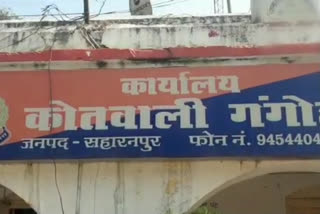 कार्यालय
कोतवाली गंगोह
जनपद - सहारनपुर फोन नं. 9454404